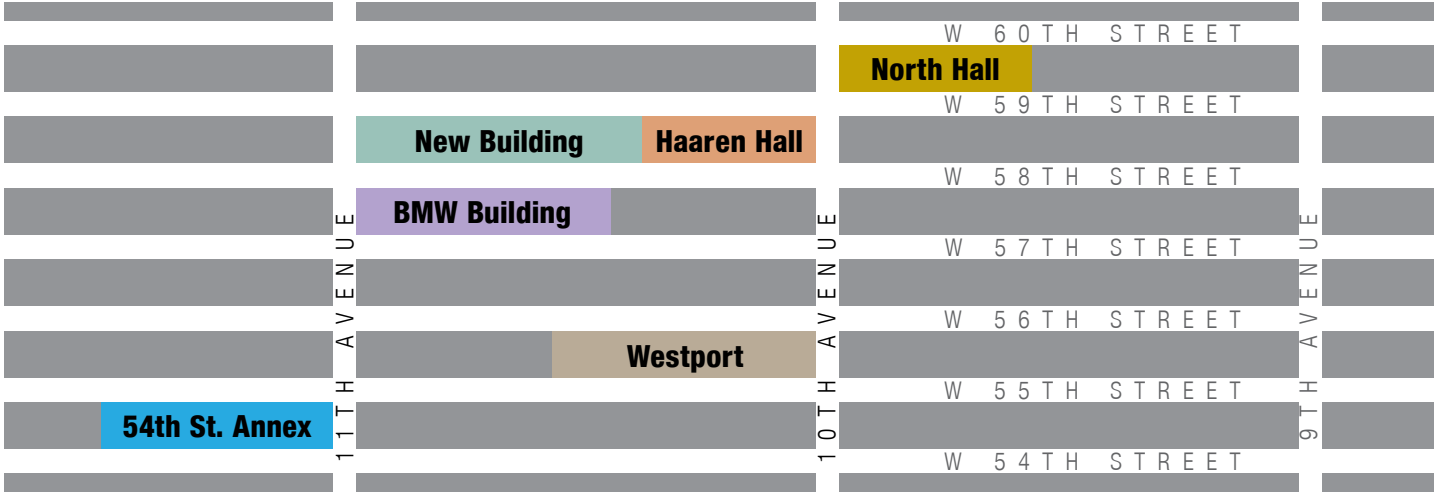 W 60TH STREET
North Hall
W 59TH STREET
New Building
Haaren Hall
W 58TH STREET
BMW Building
W 57TH STREET
W 56TH STREET
Westport
W 55TH STREET
54th St. Annex
W 54TH STREET
11TH AVENUE
10TH AVENUE
9TH AVENUE